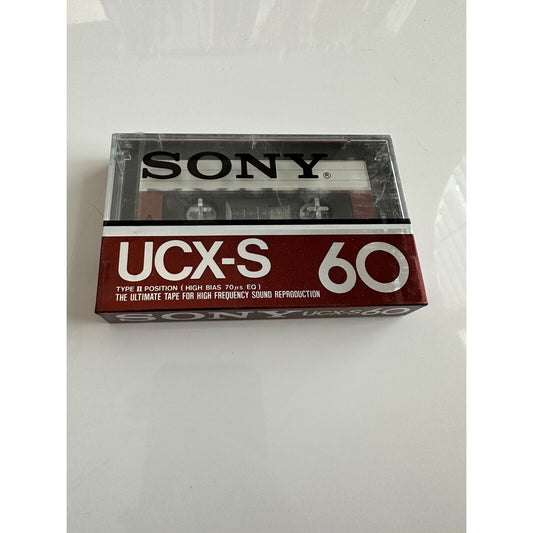 SONY®
UCX-S 60
TYPE II POSITION (HIGH BIAS 70µs EQ)
THE ULTIMATE TAPE FOR HIGH FREQUENCY SOUND REPRODUCTION
SONY UCX-S60